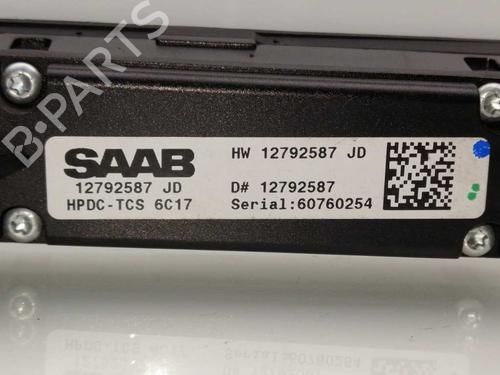 B-PARTS
SAAB
12792587 JD
HPDC-TCS 6C17
HW 12792587 JD
D# 12792587
Serial:60760254